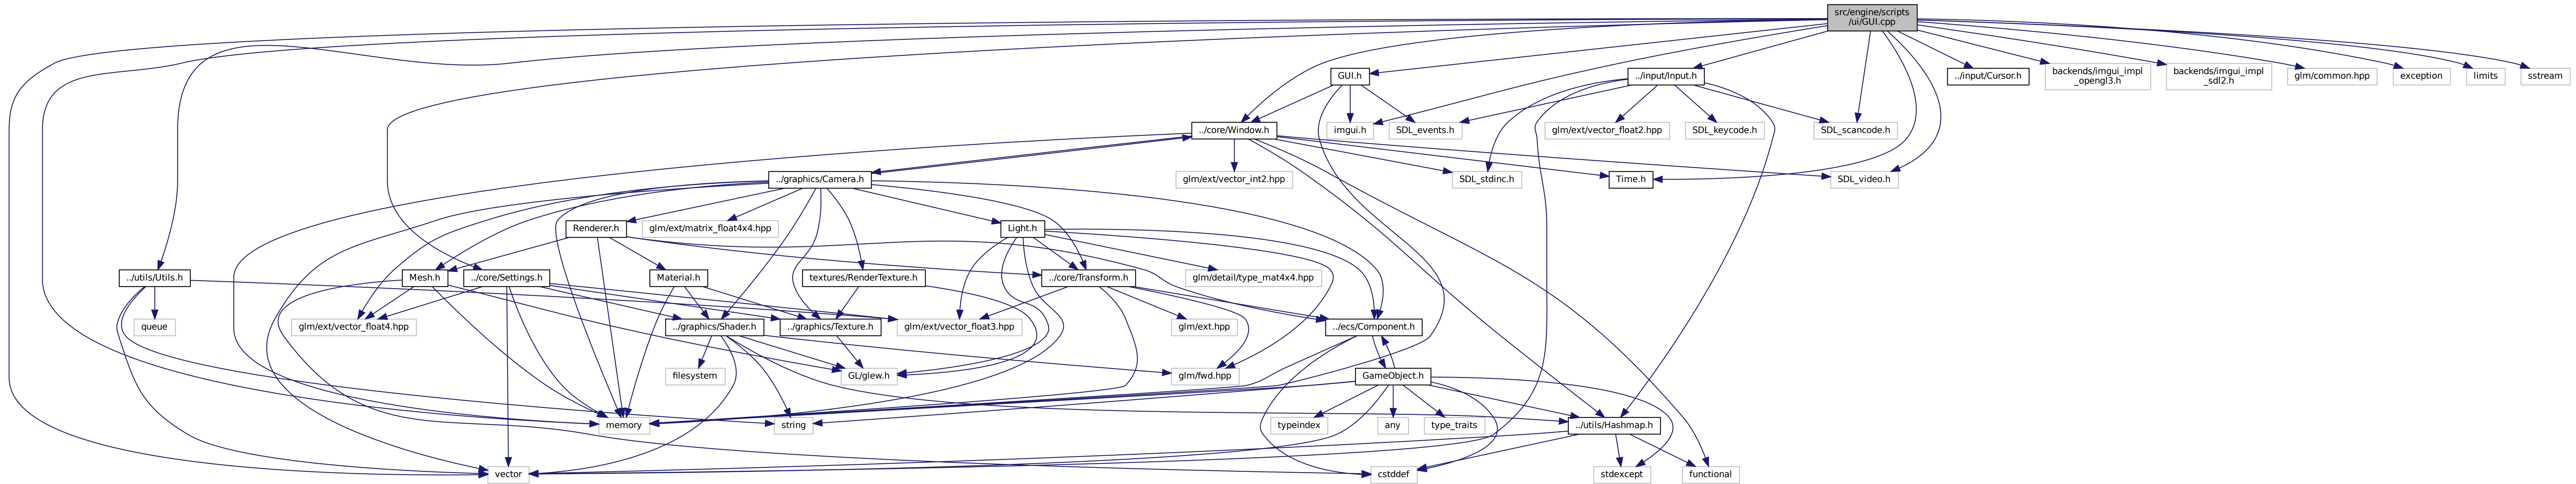 src/engine/scripts
/ui/GUI.cpp
GUI.h
../input/Input.h
../input/Cursor.h
backends/imgui_impl
_opengl3.h
backends/imgui_impl
_sdl2.h
glm/common.hpp
exception
limits
sstream
../core/Window.h
imgui.h
SDL_events.h
glm/ext/vector_float2.hpp
SDL_keycode.h
SDL_scancode.h
../graphics/Camera.h
glm/ext/vector_int2.hpp
SDL_stdinc.h
Time.h
SDL_video.h
Renderer.h
glm/ext/matrix_float4x4.hpp
Light.h
../utils/Utils.h
Mesh.h
../core/Settings.h
Material.h
textures/RenderTexture.h
../core/Transform.h
glm/detail/type_mat4x4.hpp
queue
glm/ext/vector_float4.hpp
../graphics/Shader.h
../graphics/Texture.h
glm/ext/vector_float3.hpp
glm/ext.hpp
../ecs/Component.h
filesystem
GL/glew.h
glm/fwd.hpp
GameObject.h
memory
string
typeindex
any
type_traits
../utils/Hashmap.h
vector
cstddef
stdexcept
functional